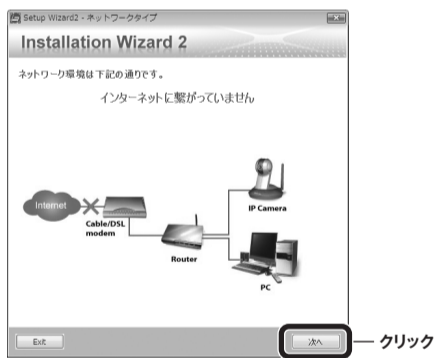 Setup Wizard2 - ネットワークタイプ
Installation Wizard 2
ネットワーク環境は下記の通りです。
インターネットに繋がっていません
Internet
Cable/DSL
modem
Router
IP Camera
PC
Exit
次へ
クリック